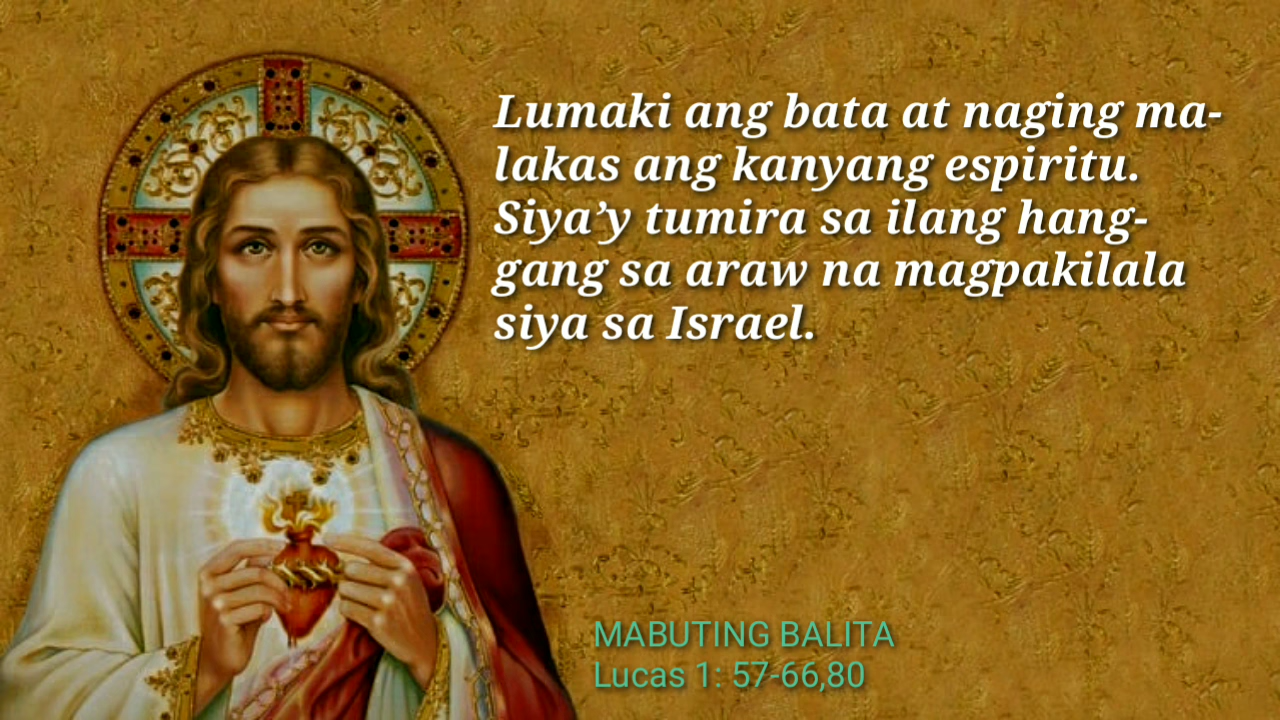 Lumaki ang bata at naging ma-
lakas ang kanyang espiritu.
Siya’y tumira sa ilang hang-
gang sa araw na magpakilala
siya sa Israel.
MABUTING BALITA
Lucas 1: 57-66,80